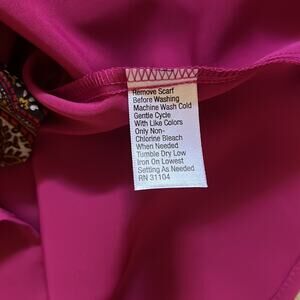 Remove Scarf
Before Washing
Machine Wash Cold
Gentle Cycle
With Like Colors
Only Non-
Chlorine Bleach
When Needed
Tumble Dry Low
Iron On Lowest
Setting As Needed
RN 31104